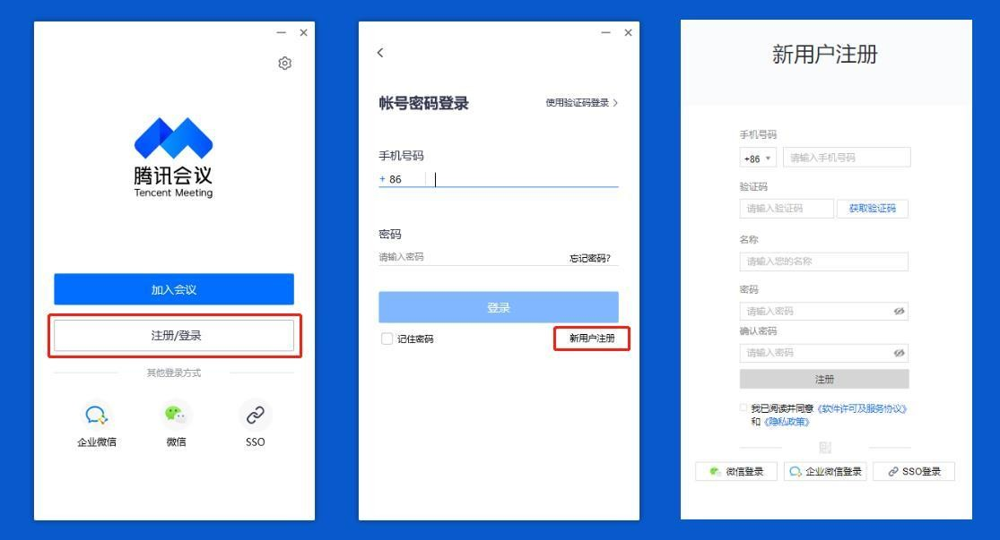 腾讯会议
Tencent Meeting
加入会议
注册/登录
其他登录方式
企业微信
微信
SSO
帐号密码登录
使用验证码登录
手机号码
+ 86
密码
请输入密码
忘记密码?
登录
记住密码
新用户注册
新用户注册
手机号码
+86
请输入手机号码
验证码
请输入验证码
获取验证码
名称
请输入您的名称
密码
请输入密码
确认密码
请输入密码
注册
我已阅读并同意《软件许可及服务协议》
和《隐私政策》
微信登录
企业微信登录
SSO登录